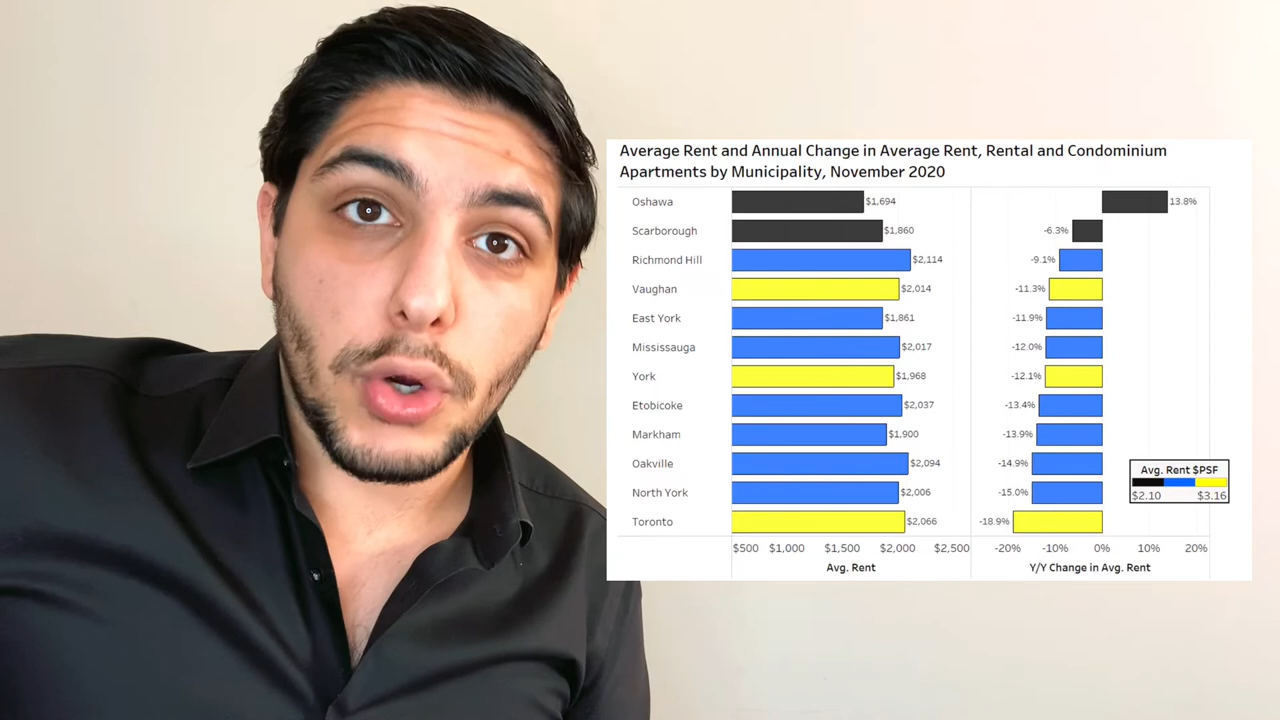 Average Rent and Annual Change in Average Rent, Rental and Condominium
Apartments by Municipality, November 2020
Oshawa $1,694 13.8%
Scarborough $1,860 -6.3%
Richmond Hill $2,114 -9.1%
Vaughan $2,014 -11.3%
East York $1,861 -11.9%
Mississauga $2,017 -12.0%
York $1,968 -12.1%
Etobicoke $2,037 -13.4%
Markham $1,900 -13.9%
Oakville $2,094 -14.9%
North York $2,006 -15.0%
Toronto $2,066 -18.9%
Avg. Rent $PSF
$2.10 $3.16
$500 $1,000 $1,500 $2,000 $2,500 -20% -10% 0% 10% 20%
Avg. Rent Y/Y Change in Avg. Rent